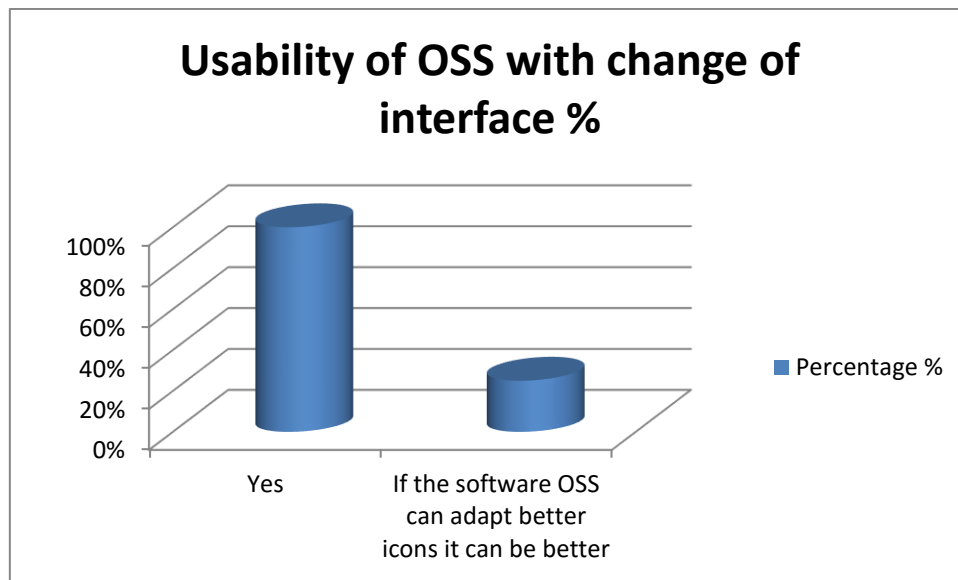 Usability of OSS with change of
interface %
100%
80%
60%
40%
20%
0%
Yes
If the software OSS
can adapt better
icons it can be better
Percentage %